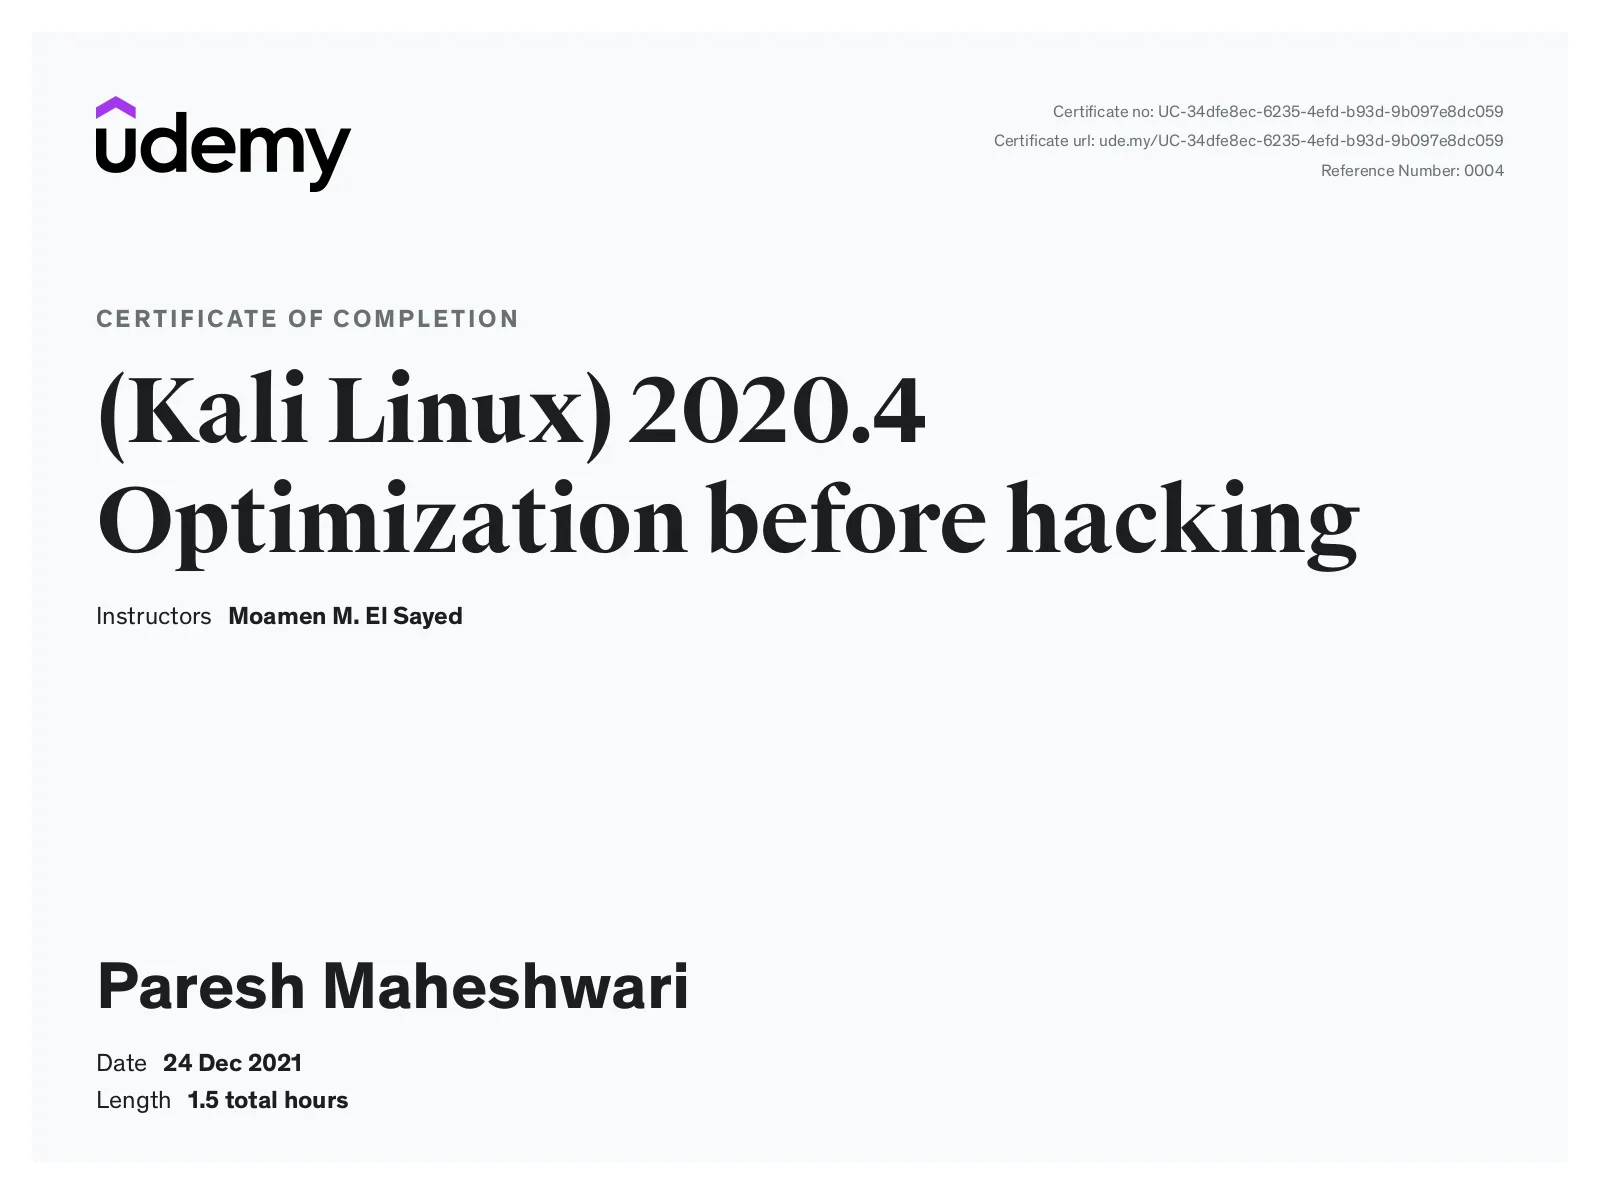 udemy
Certificate no: UC-34dfe8ec-6235-4efd-b93d-9b097e8dc059
Certificate url: ude.my/UC-34dfe8ec-6235-4efd-b93d-9b097e8dc059
Reference Number: 0004
CERTIFICATE OF COMPLETION
(Kali Linux) 2020.4
Optimization before hacking
Instructors Moamen M. El Sayed
Paresh Maheshwari
Date 24 Dec 2021
Length 1.5 total hours